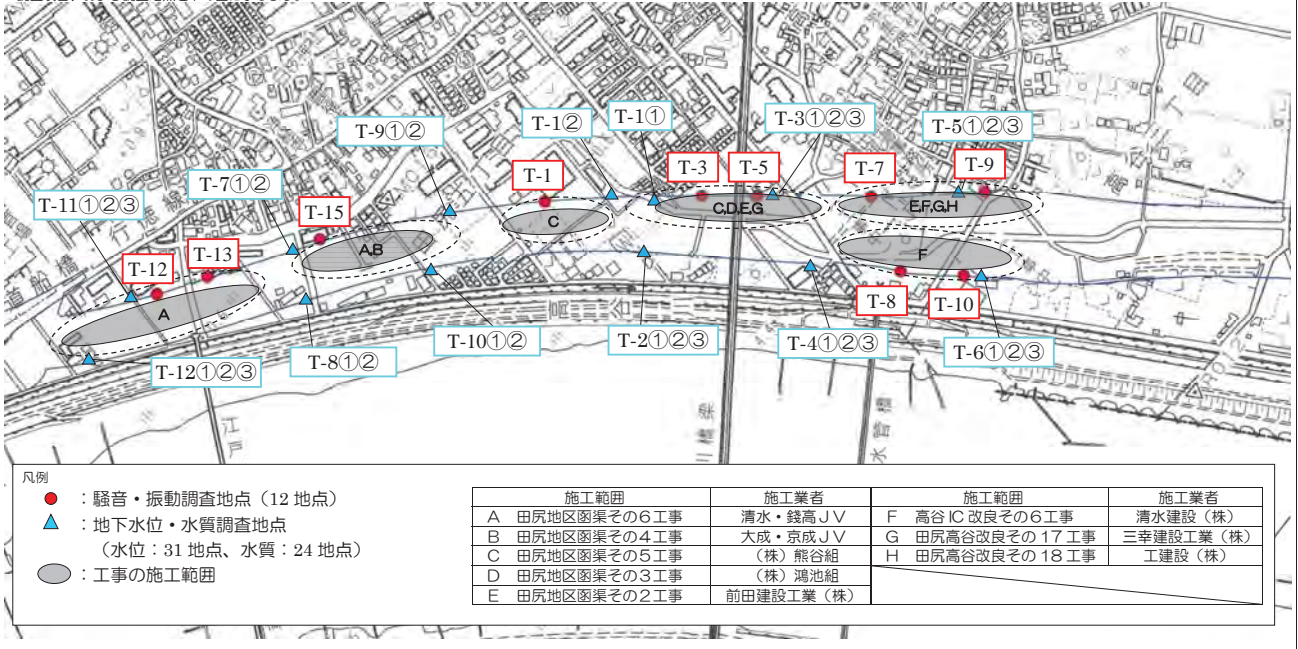 T-9①②
T-1②
T-1①
T-3①②③
T-5①②③
T-7①②
T-1
T-3
T-5
T-7
T-9
T-11①②③
T-15
C
C,D,E,G
E,F,G,H
T-12
T-13
A,B
F
A
T-8
T-10
T-12①②③
T-8①②
T-10①②
T-2①②③
T-4①②③
T-6①②③
江戸
川橋梁
水管橋
凡例
:騒音・振動調査地点(12 地点)
:地下水位・水質調査地点
(水位:31 地点、水質:24 地点)
:工事の施工範囲
施工範囲 施工業者 施工範囲 施工業者
A 田尻地区函渠その6工事 清水・錢高JV F 高谷 IC 改良その6工事 清水建設(株)
B 田尻地区函渠その4工事 大成・京成JV G 田尻高谷改良その 17 工事 三幸建設工業(株)
C 田尻地区函渠その5工事 (株)熊谷組 H 田尻高谷改良その 18 工事 工建設(株)
D 田尻地区函渠その3工事 (株)鴻池組
E 田尻地区函渠その2工事 前田建設工業(株)